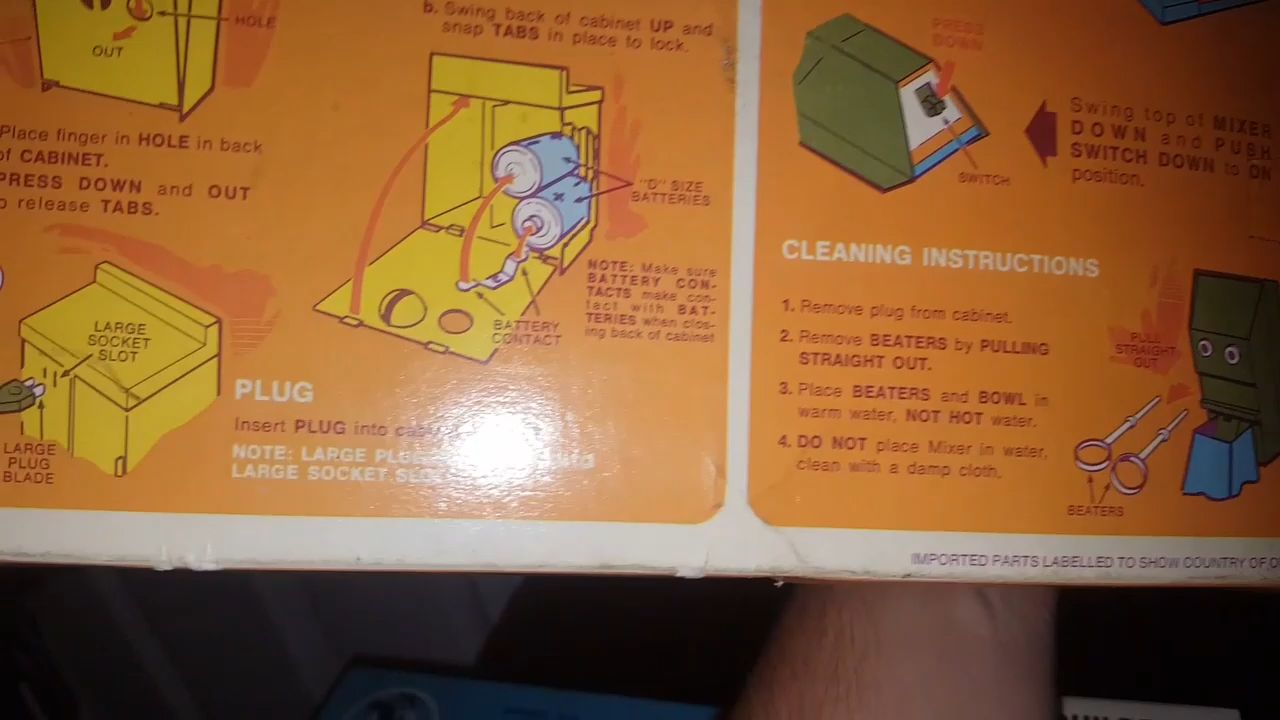 HOLE
OUT
Place finger in HOLE in back
of CABINET.
PRESS DOWN and OUT
to release TABS.
LARGE
SOCKET
SLOT
LARGE
PLUG
BLADE
b. Swing back of cabinet UP and
snap TABS in place to lock.
"D" SIZE
BATTERIES
BATTERY
CONTACT
NOTE: Make sure
BATTERY CON-
TACTS make con-
tact with BAT-
TERIES when clos-
ing back of cabinet
PLUG
Insert PLUG into
NOTE: LARGE
LARGE SOCKET
PRESS
DOWN
SWITCH
Swing top of MIXER
DOWN and PUSH
SWITCH DOWN to ON
position.
CLEANING INSTRUCTIONS
1. Remove plug from cabinet.
2. Remove BEATERS by PULLING
STRAIGHT OUT.
3. Place BEATERS and BOWL in
warm water, NOT HOT water.
4. DO NOT place Mixer in water,
clean with a damp cloth.
PULL
STRAIGHT
OUT
BEATERS
IMPORTED PARTS LABELLED TO SHOW COUNTRY OF O